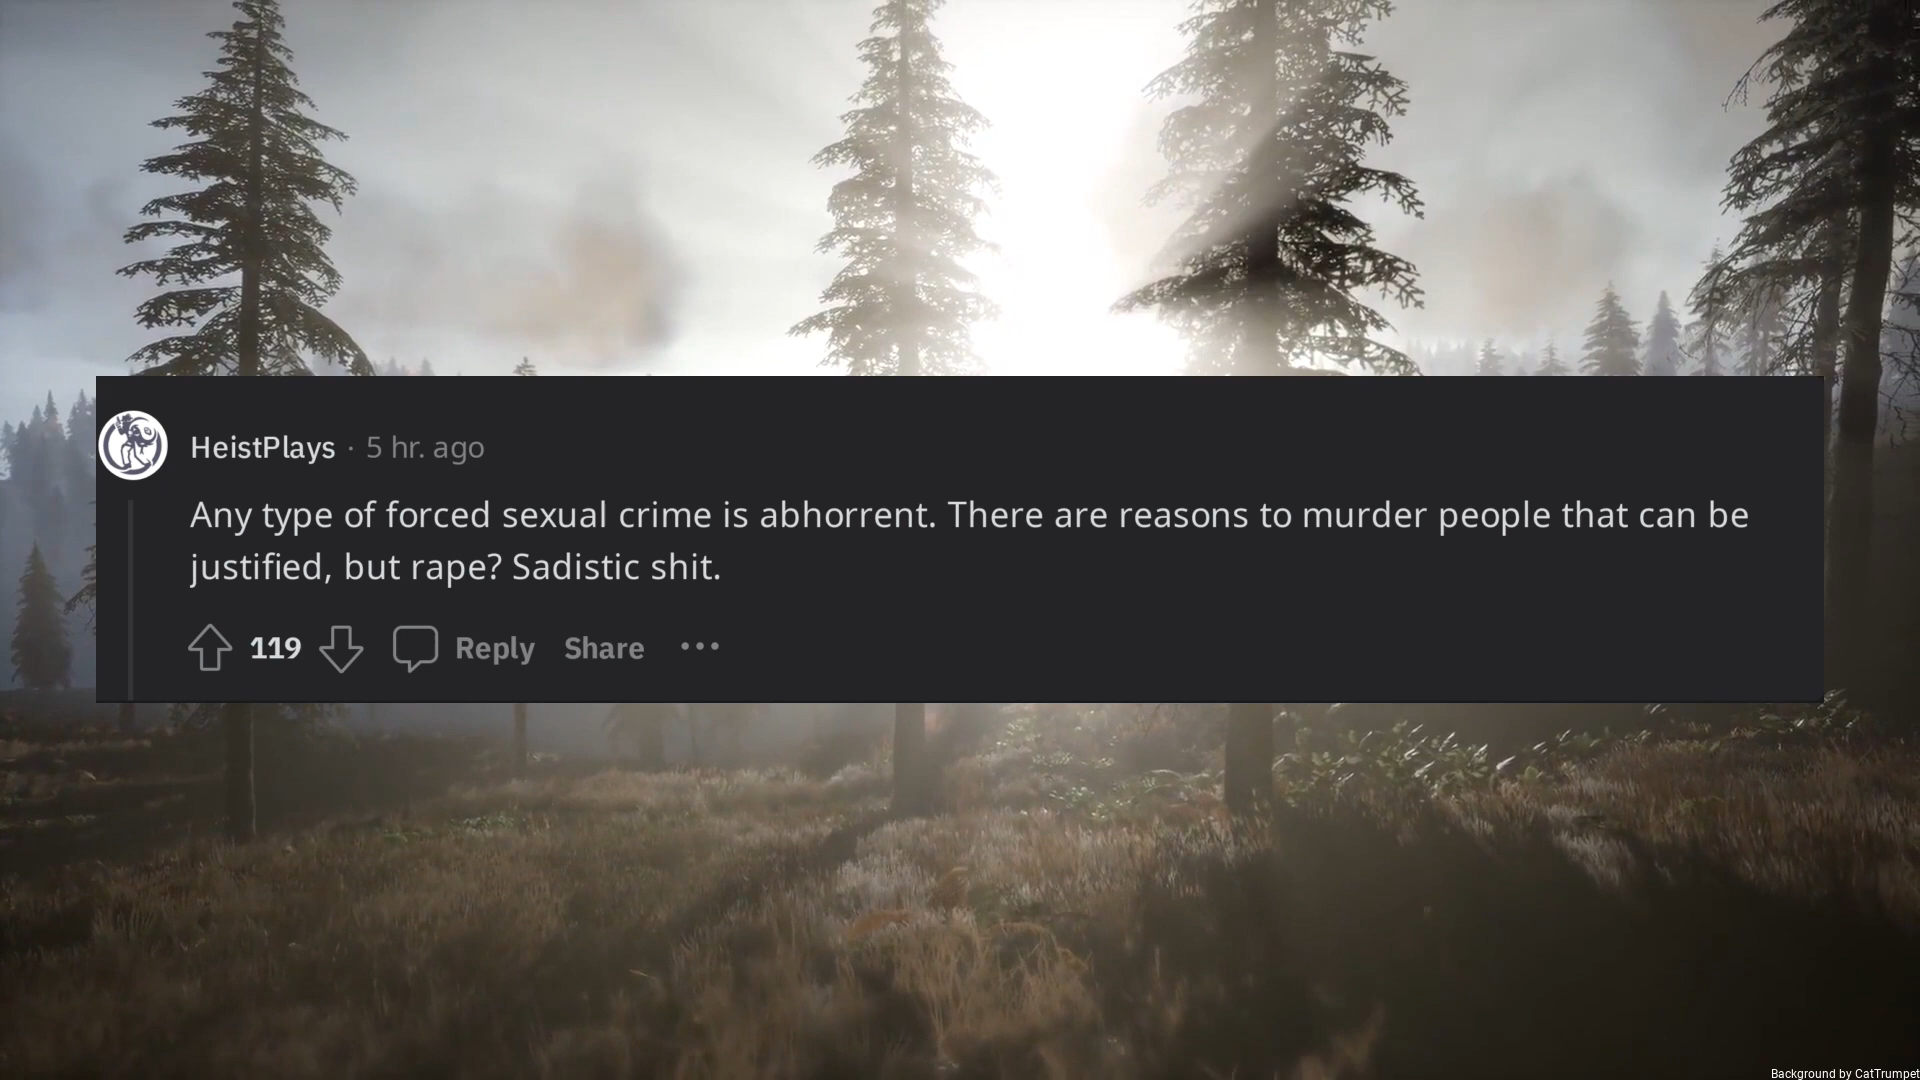 HeistPlays · 5 hr. ago
Any type of forced sexual crime is abhorrent. There are reasons to murder people that can be
justified, but rape? Sadistic shit.
119 Reply Share ···
Background by CatTrumpet